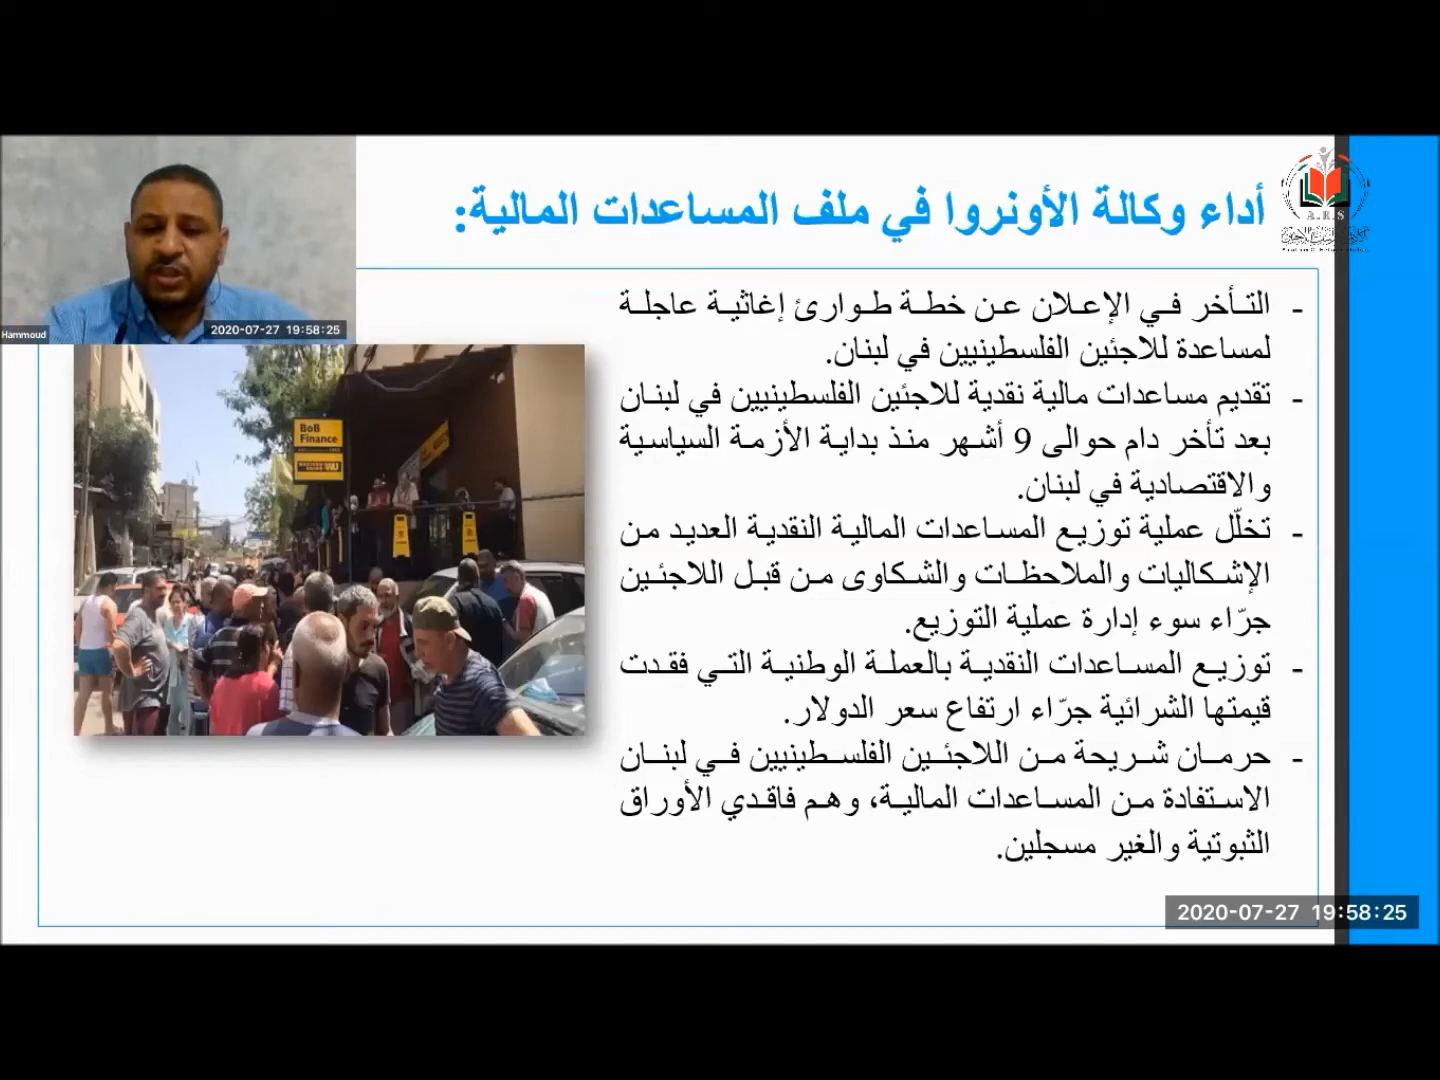 أداء وكالة الأونروا في ملف المساعدات المالية:
A.R.S
Hammoud
2020-07-27 19:58:25
- التأخر في الإعلان عن خطة طوارئ إغاثية عاجلة
لمساعدة للاجئين الفلسطينيين في لبنان.
- تقديم مساعدات مالية نقدية للاجئين الفلسطينيين في لبنان
بعد تأخر دام حوالى 9 أشهر منذ بداية الأزمة السياسية
والاقتصادية في لبنان.
- تخلّل عملية توزيع المساعدات المالية النقدية العديد من
الإشكاليات والملاحظات والشكاوى من قبل اللاجئين
جرّاء سوء إدارة عملية التوزيع.
- توزيع المساعدات النقدية بالعملة الوطنية التي فقدت
قيمتها الشرائية جرّاء ارتفاع سعر الدولار.
- حرمان شريحة من اللاجئين الفلسطينيين في لبنان
الاستفادة من المساعدات المالية، وهم فاقدي الأوراق
الثبوتية والغير مسجلين.
BoB
Finance
WESTERN
UNION WU
2020-07-27 19:58:25